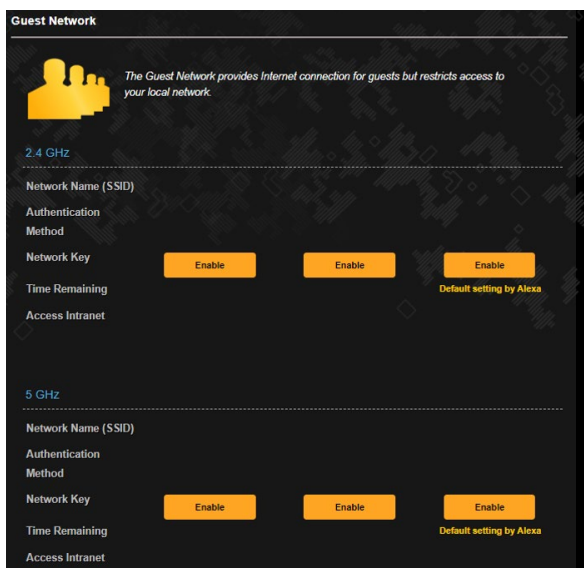 Guest Network
The Guest Network provides Internet connection for guests but restricts access to
your local network.
2.4 GHz
Network Name (SSID)
Authentication
Method
Network Key
Enable Enable Enable
Time Remaining
Default setting by Alexa
Access Intranet
5 GHz
Network Name (SSID)
Authentication
Method
Network Key
Enable Enable Enable
Time Remaining
Default setting by Alexa
Access Intranet